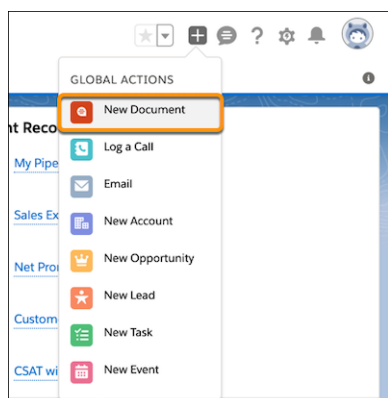 ?
GLOBAL ACTIONS
New Document
nt Reco
Log a Call
My Pipe
Email
Sales Ex
New Account
New Opportunity
Net Pro
New Lead
Custom
New Task
CSAT wi
New Event